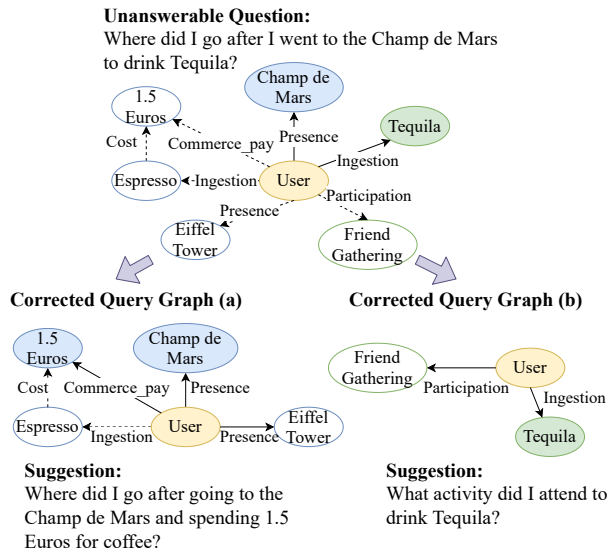 Unanswerable Question:
Where did I go after I went to the Champ de Mars
to drink Tequila?
Champ de
Mars
1.5
Euros
Tequila
Cost
Commerce_pay
Presence
Ingestion
Espresso
Ingestion
User
Presence
Participation
Eiffel
Tower
Friend
Gathering
Corrected Query Graph (a)
1.5
Euros
Champ de
Mars
Cost
Commerce_pay
Presence
Espresso
Ingestion
User
Presence
Eiffel
Tower
Suggestion:
Where did I go after going to the
Champ de Mars and spending 1.5
Euros for coffee?
Corrected Query Graph (b)
Friend
Gathering
User
Participation
Ingestion
Tequila
Suggestion:
What activity did I attend to
drink Tequila?